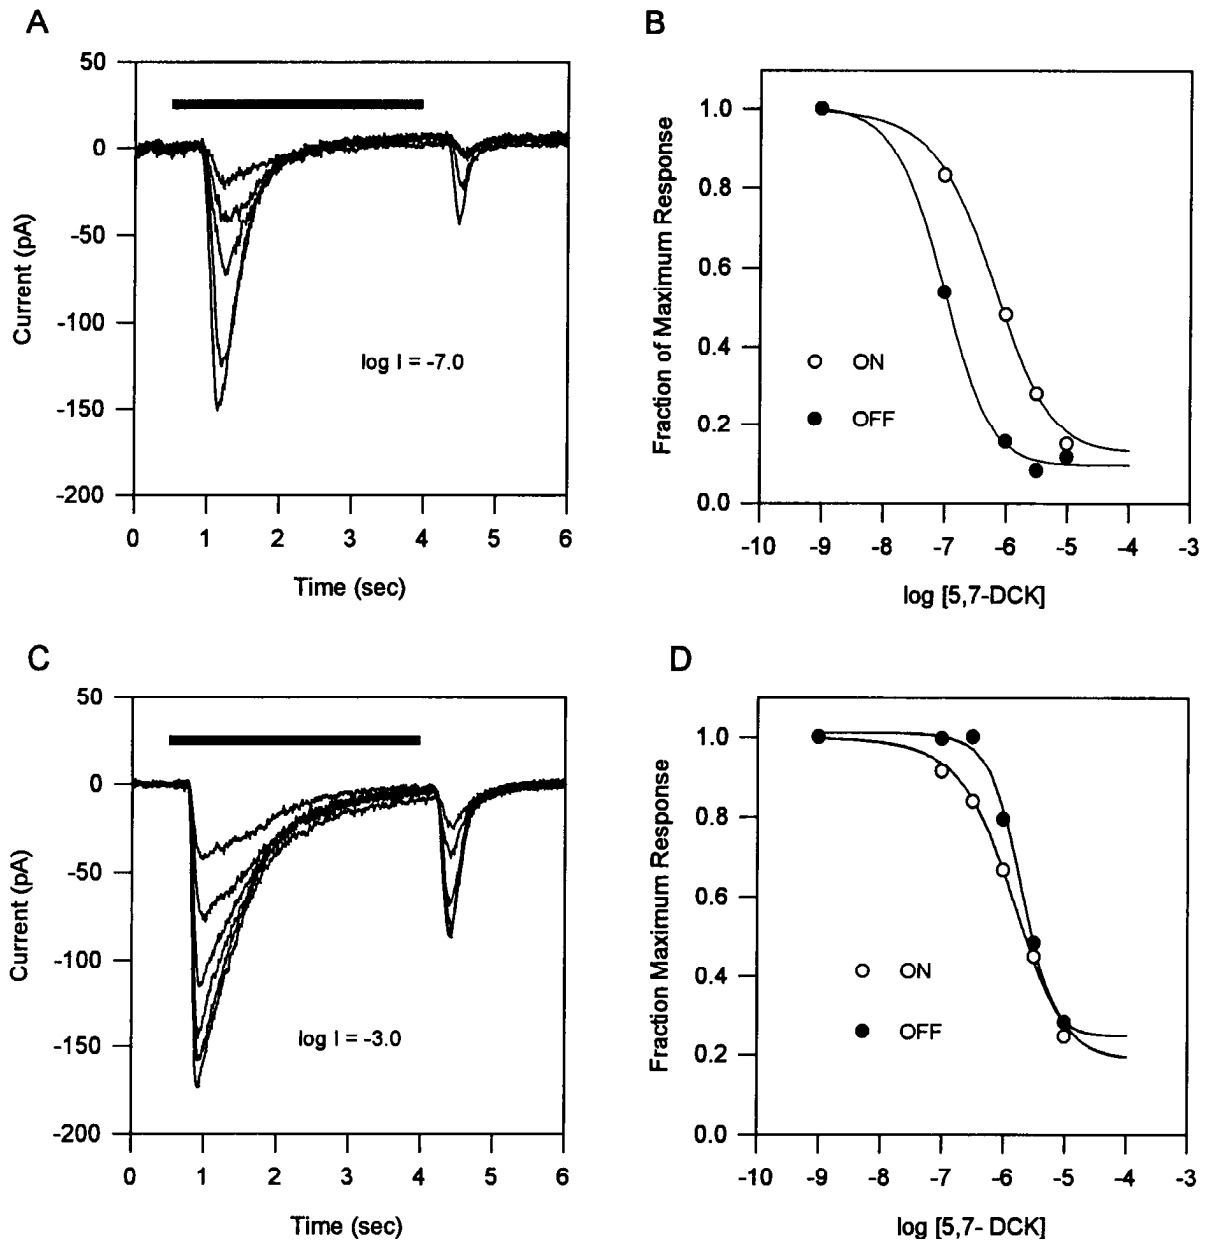 A
50
0
-50
-100
-150
-200
Current (pA)
log I = -7.0
0 1 2 3 4 5 6
Time (sec)
B
1.0
0.8
0.6
0.4
0.2
0.0
Fraction of Maximum Response
ON
OFF
-10 -9 -8 -7 -6 -5 -4 -3
log [5,7-DCK]
C
50
0
-50
-100
-150
-200
Current (pA)
log I = -3.0
0 1 2 3 4 5 6
Time (sec)
D
1.0
0.8
0.6
0.4
0.2
0.0
Fraction Maximum Response
ON
OFF
-10 -9 -8 -7 -6 -5 -4 -3
log [5,7- DCK]